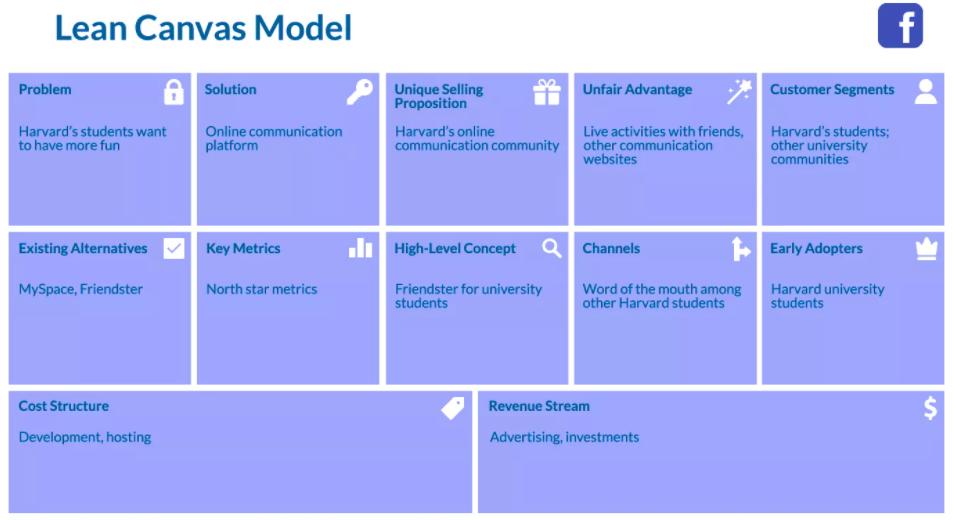 Lean Canvas Model
f
Problem
Harvard's students want
to have more fun
Solution
Online communication
platform
Unique Selling
Proposition
Harvard's online
communication community
Unfair Advantage
Live activities with friends,
other communication
websites
Customer Segments
Harvard's students;
other university
communities
Existing Alternatives
MySpace, Friendster
Key Metrics
North star metrics
High-Level Concept
Friendster for university
students
Channels
Word of the mouth among
other Harvard students
Early Adopters
Harvard university
students
Cost Structure
Development, hosting
Revenue Stream
$
Advertising, investments